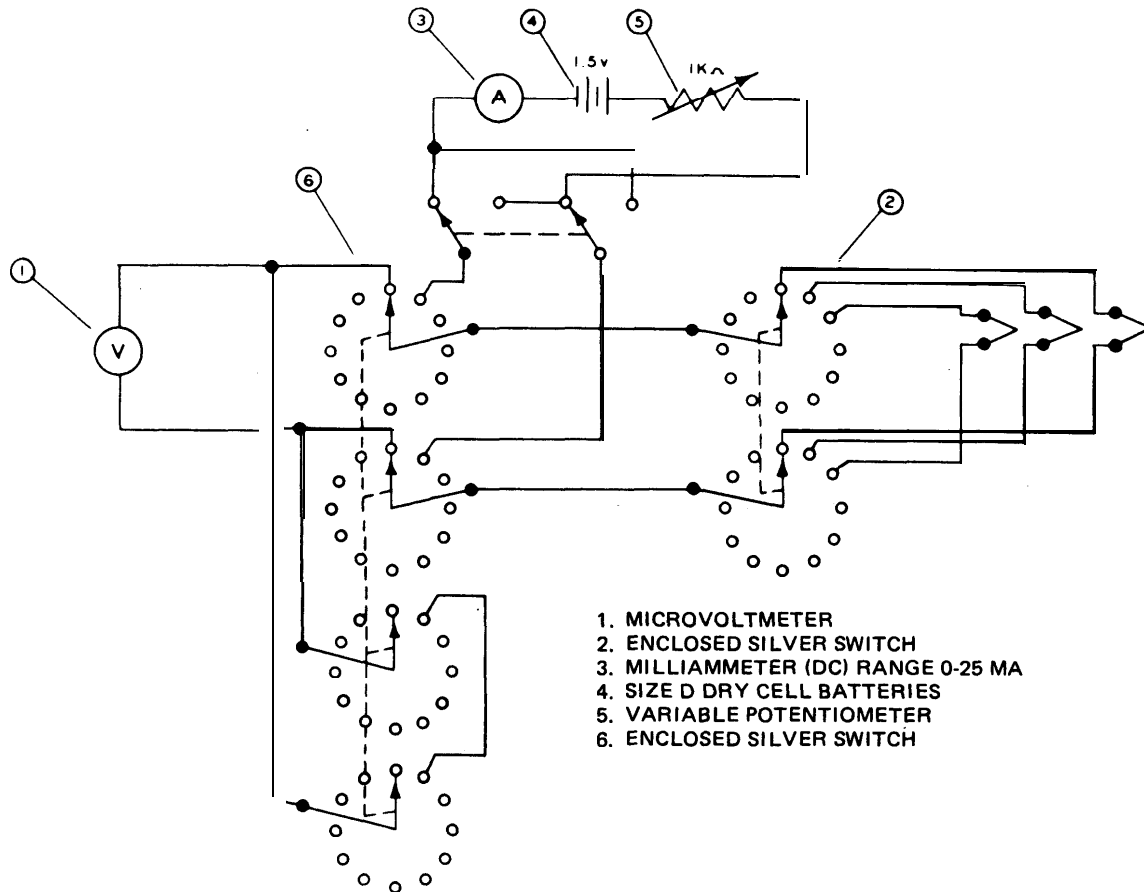 3
4
5
1.5v
1KΩ
A
6
2
1
V
1. MICROVOLTMETER
2. ENCLOSED SILVER SWITCH
3. MILLIAMMETER (DC) RANGE 0-25 MA
4. SIZE D DRY CELL BATTERIES
5. VARIABLE POTENTIOMETER
6. ENCLOSED SILVER SWITCH